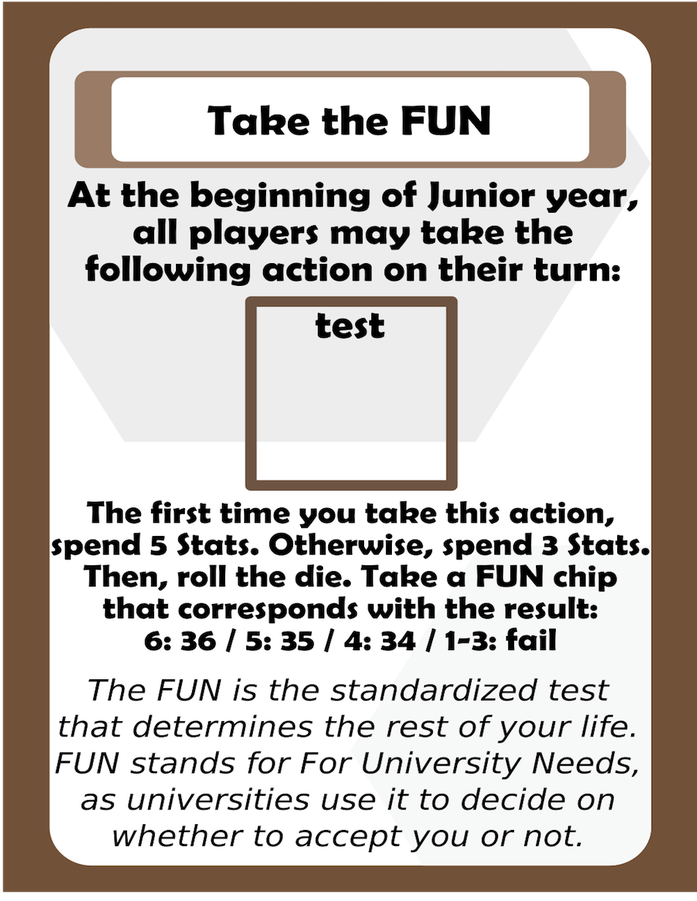 Take the FUN
At the beginning of Junior year,
all players may take the
following action on their turn:
test
The first time you take this action,
spend 5 Stats. Otherwise, spend 3 Stats.
Then, roll the die. Take a FUN chip
that corresponds with the result:
6: 36 / 5: 35 / 4: 34 / 1-3: fail
The FUN is the standardized test
that determines the rest of your life.
FUN stands for For University Needs,
as universities use it to decide on
whether to accept you or not.